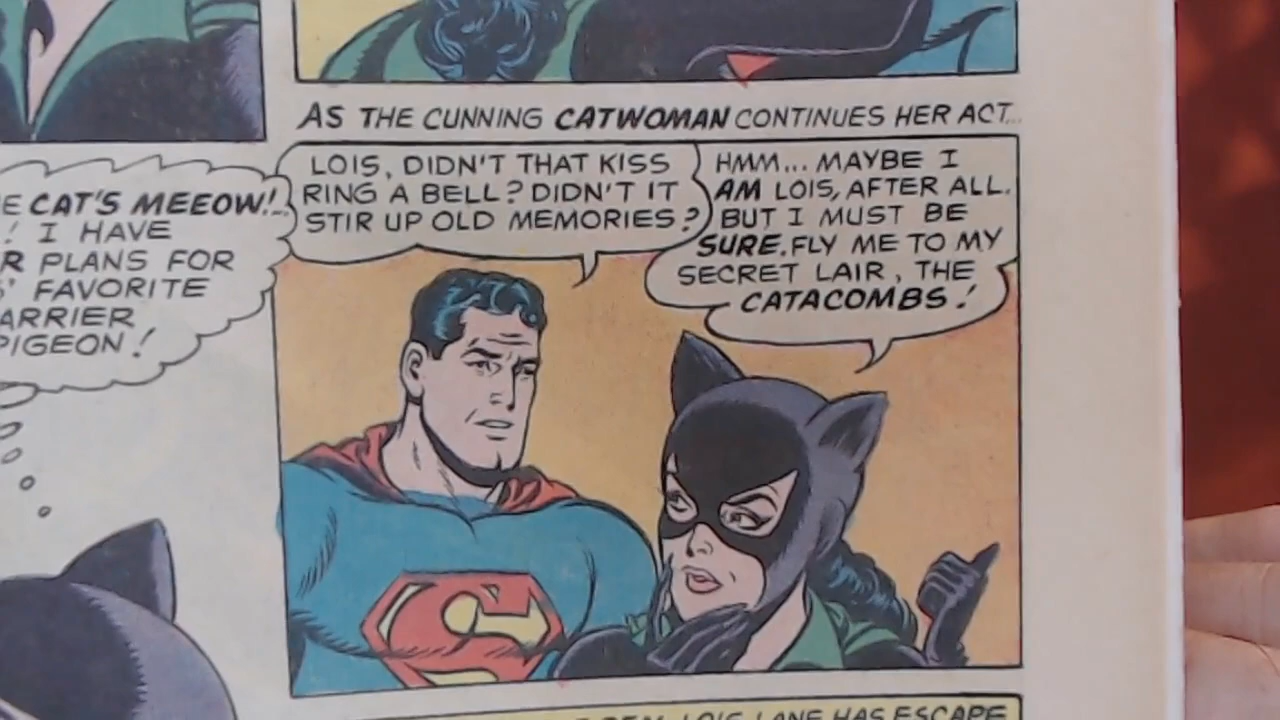 E CAT'S MEEEOW!
! I HAVE
R PLANS FOR
S' FAVORITE
ARRIER
PIGEON!
AS THE CUNNING CATWOMAN CONTINUES HER ACT...
LOIS, DIDN'T THAT KISS
RING A BELL? DIDN'T IT
STIR UP OLD MEMORIES?
HMM... MAYBE I
AM LOIS, AFTER ALL.
BUT I MUST BE
SURE. FLY ME TO MY
SECRET LAIR, THE
CATACOMBS!
S
LOIS LANE HAS ESCAPE